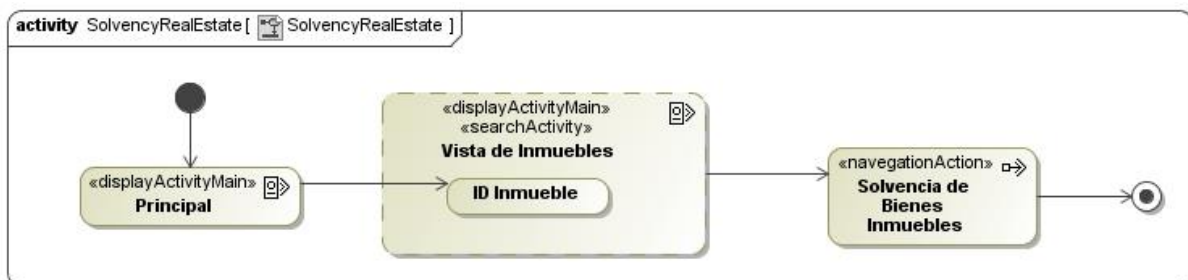 activity SolvencyRealEstate [ SolvencyRealEstate ]
«displayActivityMain»
Principal
«displayActivityMain»
«searchActivity»
Vista de Inmuebles
ID Inmueble
«navegationAction»
Solvencia de
Bienes
Inmuebles